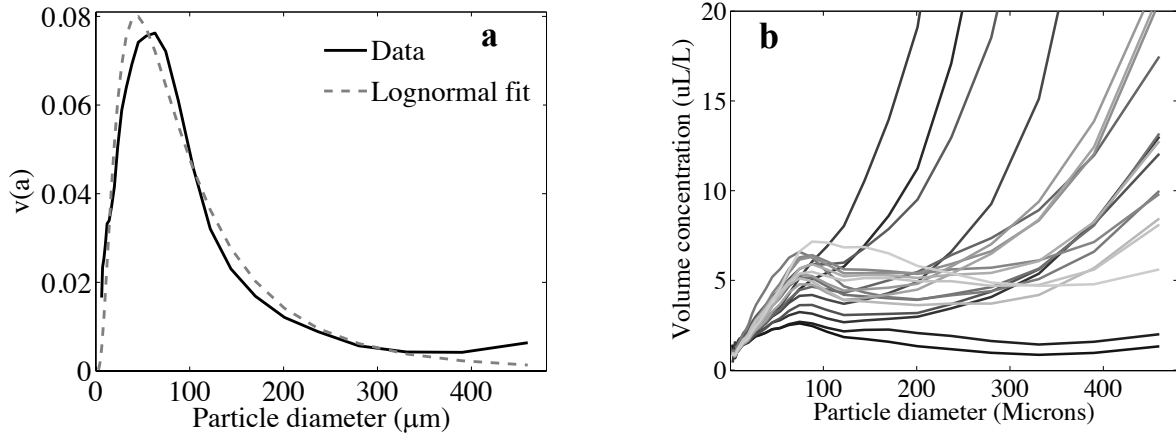 0.08
0.06
0.04
0.02
0
v(a)
a
Data
Lognormal fit
0
100
200
300
400
Particle diameter (μm)
20
15
10
5
0
Volume concentration (uL/L)
b
100
200
300
400
Particle diameter (Microns)